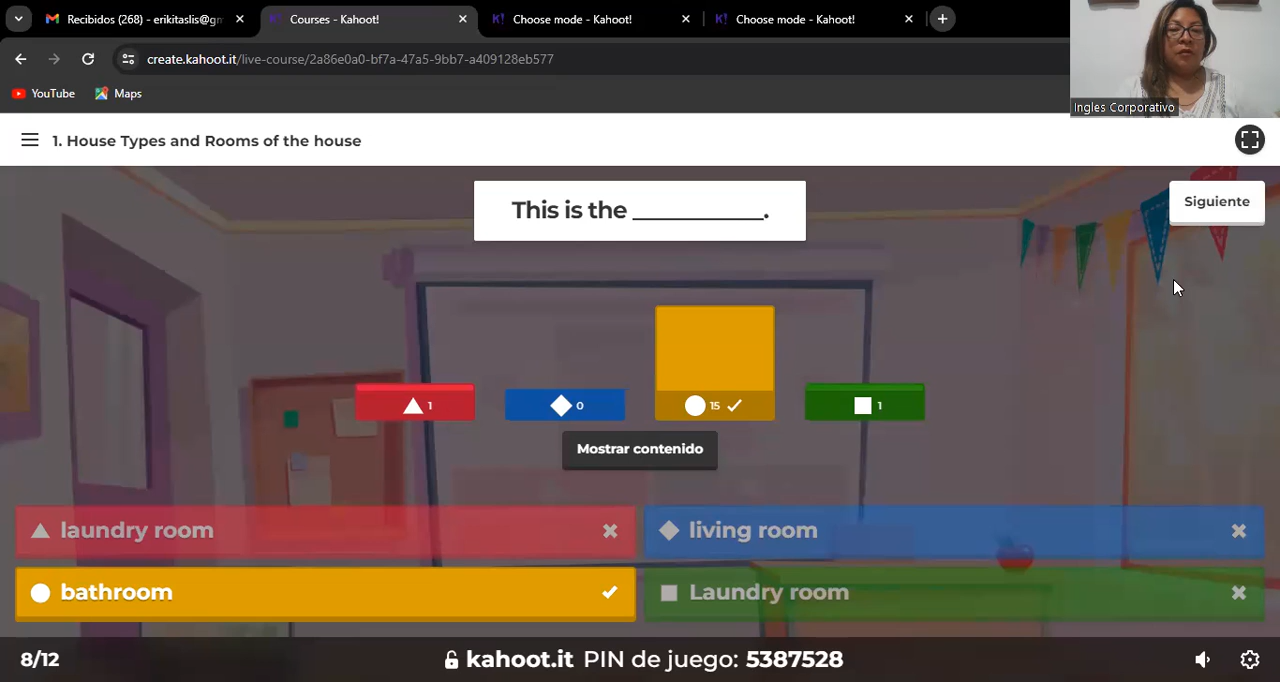 Recibidos (268) - erikitaslis@gm
Courses - Kahoot!
K! Choose mode - Kahoot!
K! Choose mode - Kahoot!
create.kahoot.it/live-course/2a86e0a0-bf7a-47a5-9bb7-a409128eb577
YouTube
Maps
Ingles Corporativo
1. House Types and Rooms of the house
This is the ___________.
Siguiente
1
0
15
1
Mostrar contenido
laundry room
living room
bathroom
Laundry room
8/12
kahoot.it PIN de juego: 5387528